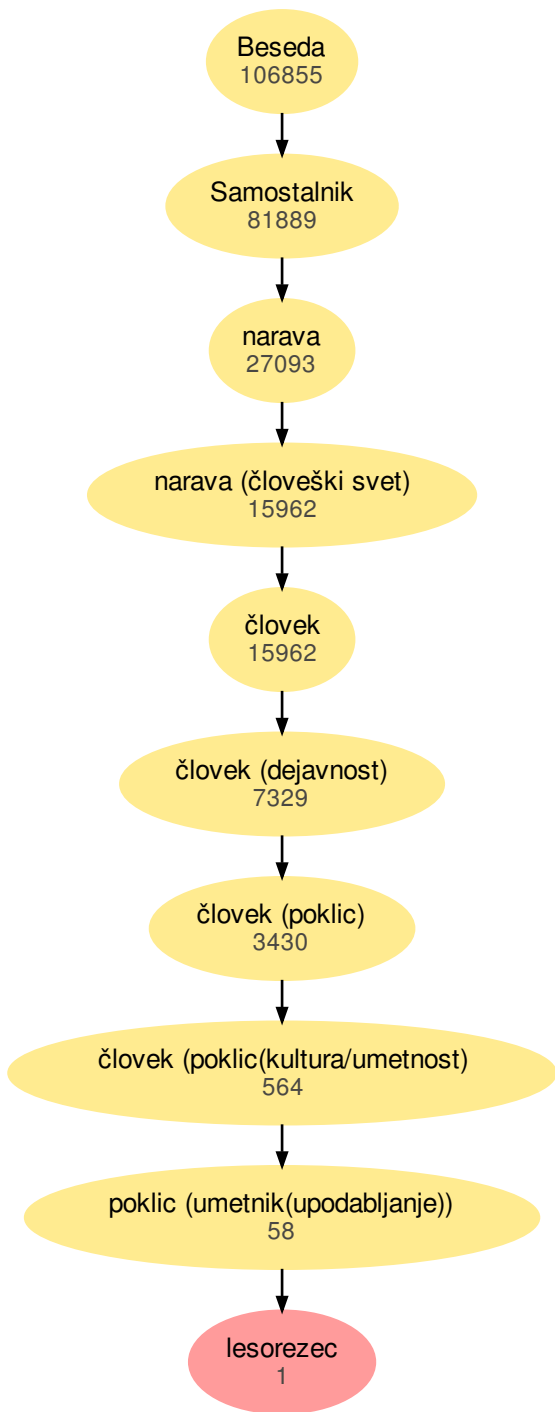 Beseda
106855
Samostalnik
81889
narava
27093
narava (človeški svet)
15962
človek
15962
človek (dejavnost)
7329
človek (poklic)
3430
človek (poklic(kultura/umetnost)
564
poklic (umetnik(upodabljanje))
58
lesorezec
1